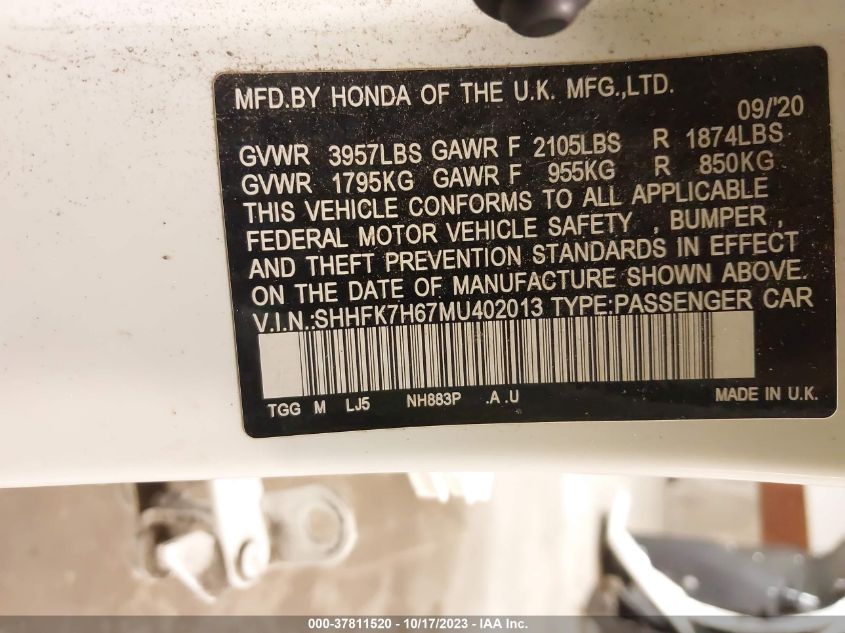 MFD.BY HONDA OF THE U.K. MFG.,LTD.
09/'20
GVWR 3957LBS GAWR F 2105LBS R 1874LBS
GVWR 1795KG GAWR F 955KG R 850KG
THIS VEHICLE CONFORMS TO ALL APPLICABLE
FEDERAL MOTOR VEHICLE SAFETY , BUMPER ,
AND THEFT PREVENTION STANDARDS IN EFFECT
ON THE DATE OF MANUFACTURE SHOWN ABOVE.
V.I.N.:SHHFK7H67MU402013 TYPE:PASSENGER CAR
TGG M LJ5 NH883P .A .U MADE IN U.K.
000-37811520 - 10/17/2023 - IAA Inc.